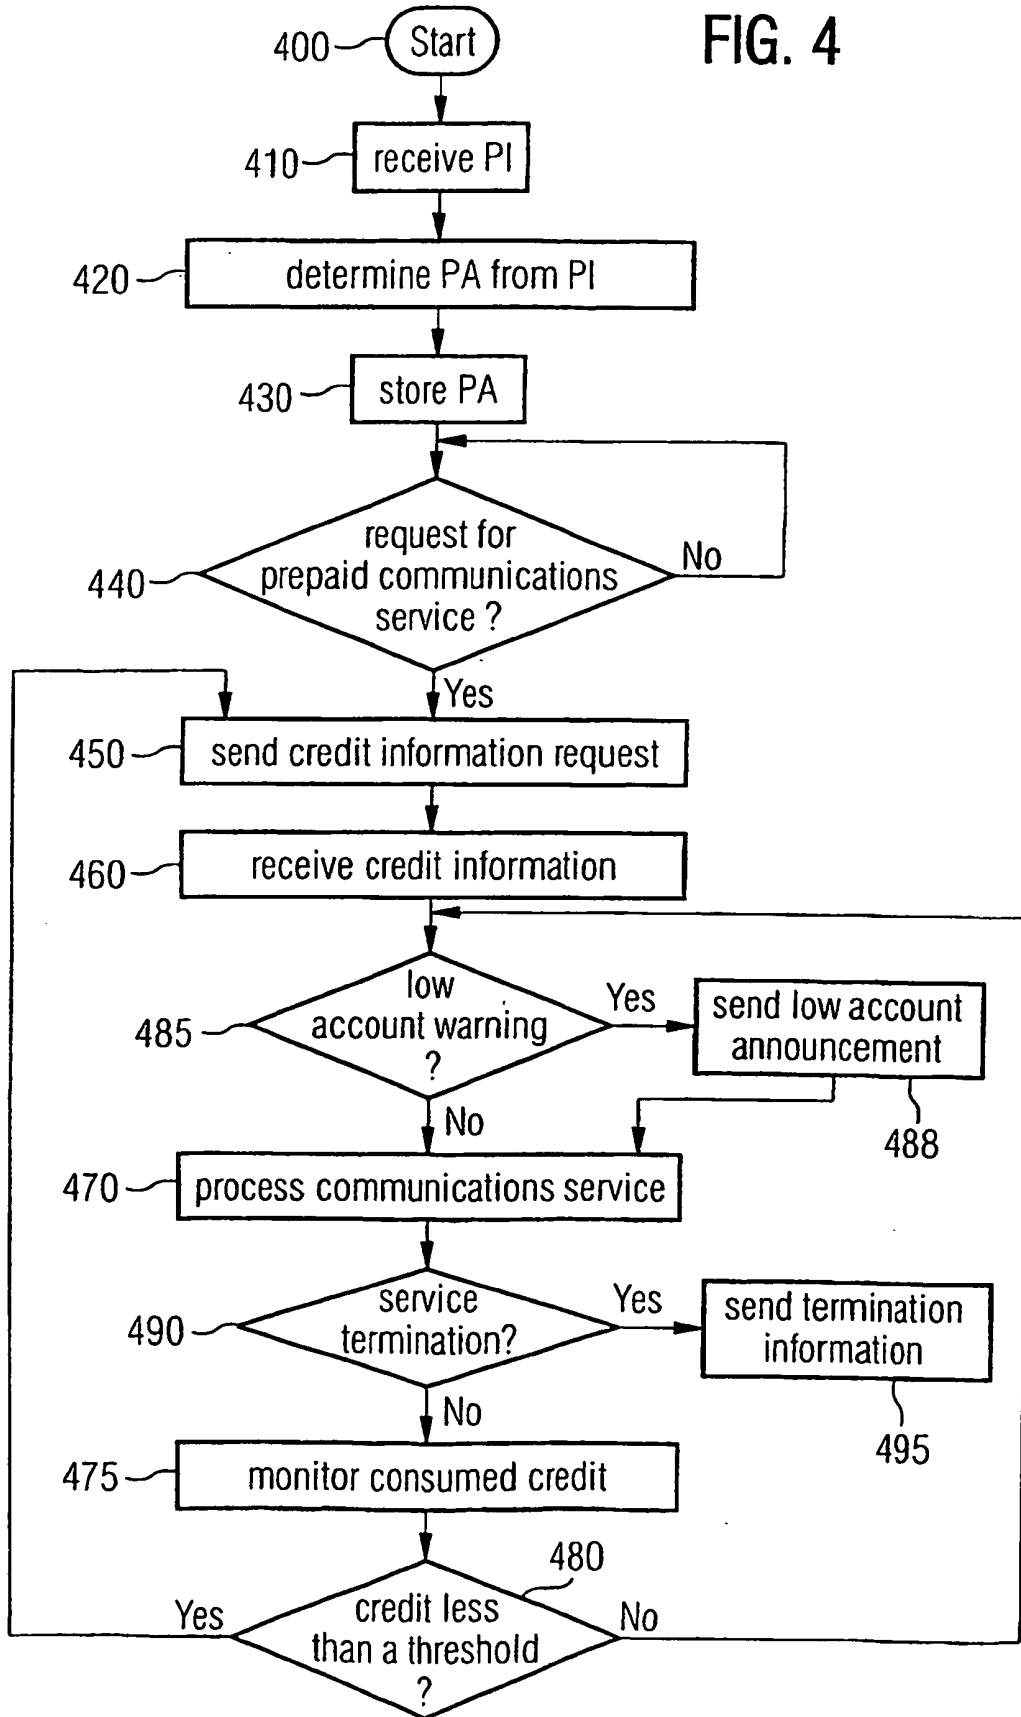 FIG. 4
400
Start
410
receive PI
420
determine PA from PI
430
store PA
440
request for
prepaid communications
service ?
No
Yes
450
send credit information request
460
receive credit information
485
low
account warning
?
Yes
send low account
announcement
488
No
470
process communications service
490
service
termination?
Yes
send termination
information
495
No
475
monitor consumed credit
480
Yes
credit less
than a threshold
?
No